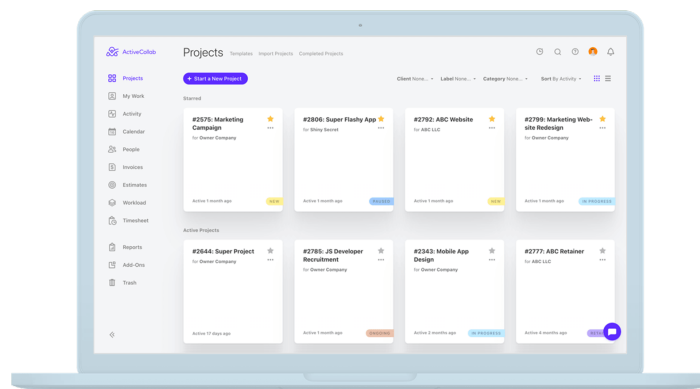 ActiveCollab
Projects
Templates Import Projects Completed Projects
Projects
My Work
Activity
Calendar
People
Invoices
Estimates
Workload
Timesheet
Reports
Add-Ons
Trash
+ Start a New Project
Client None...
Label None...
Category None...
Sort By Activity
Starred
#2575: Marketing
Campaign
for Owner Company
Active 1 month ago
NEW
#2806: Super Flashy App
for Shiny Secret
Active 1 month ago
PAUSED
#2792: ABC Website
for ABC LLC
Active 1 month ago
NEW
#2799: Marketing Web-
site Redesign
for Owner Company
Active 1 month ago
IN PROGRESS
Active Projects
#2644: Super Project
for Owner Company
Active 17 days ago
#2785: JS Developer
Recruitment
for Owner Company
Active 1 month ago
ONGOING
#2343: Mobile App
Design
for Owner Company
Active 2 months ago
IN PROGRESS
#2777: ABC Retainer
for ABC LLC
Active 4 months ago